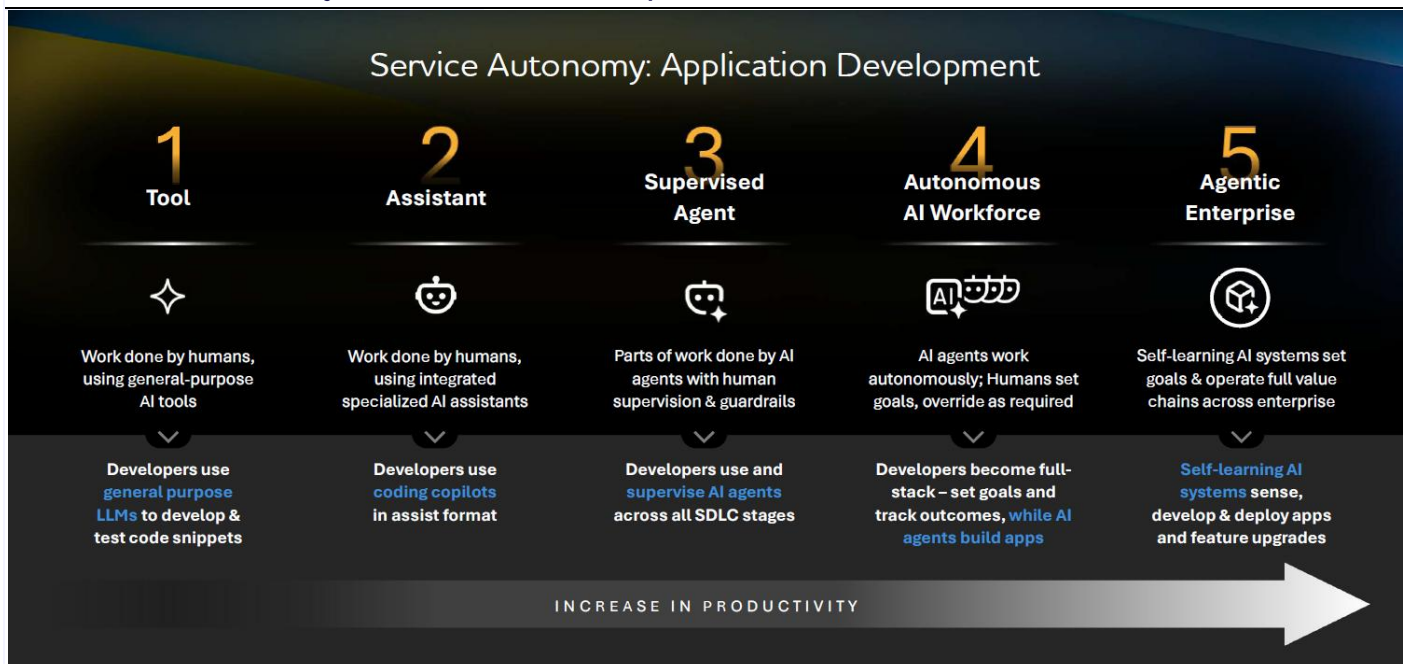 Service Autonomy: Application Development
1
Tool
2
Assistant
3
Supervised
Agent
4
Autonomous
AI Workforce
5
Agentic
Enterprise
AI
Work done by humans,
using general-purpose
AI tools
Work done by humans,
using integrated
specialized AI assistants
Parts of work done by AI
agents with human
supervision & guardrails
AI agents work
autonomously; Humans set
goals, override as required
Self-learning AI systems set
goals & operate full value
chains across enterprise
Developers use
general purpose
LLMs to develop &
test code snippets
Developers use
coding copilots
in assist format
Developers use and
supervise AI agents
across all SDLC stages
Developers become full-
stack – set goals and
track outcomes, while AI
agents build apps
Self-learning AI
systems sense,
develop & deploy apps
and feature upgrades
INCREASE IN PRODUCTIVITY